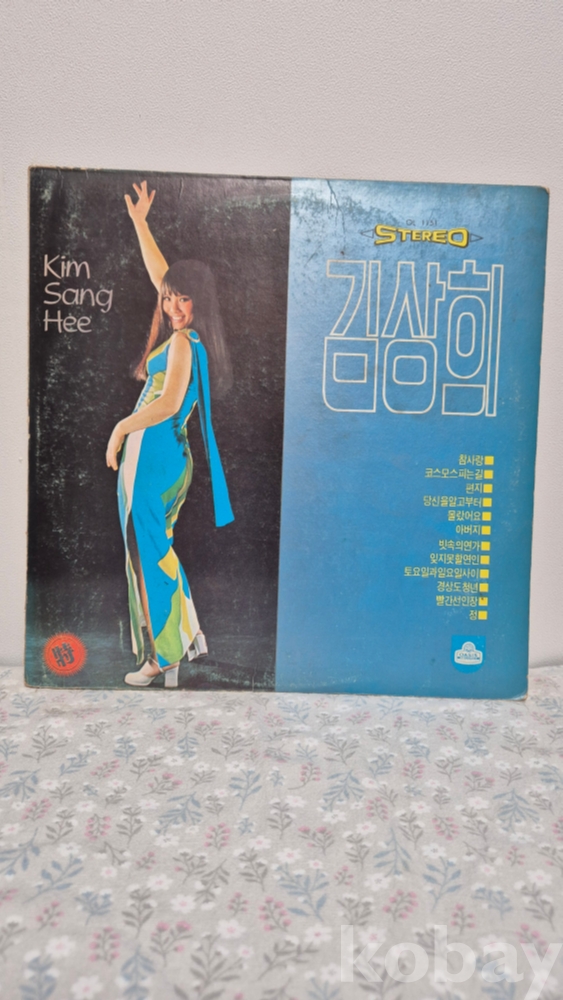 Kim
Sang
Hee
特
STEREO
김상희
참사랑
코스모스피는길
편지
당신을알고부터
몰랐어요
아버지
빗속의연가
잊지못할연인
토요일과일요일사이
경상도청년
빨간선인장
정
kobay